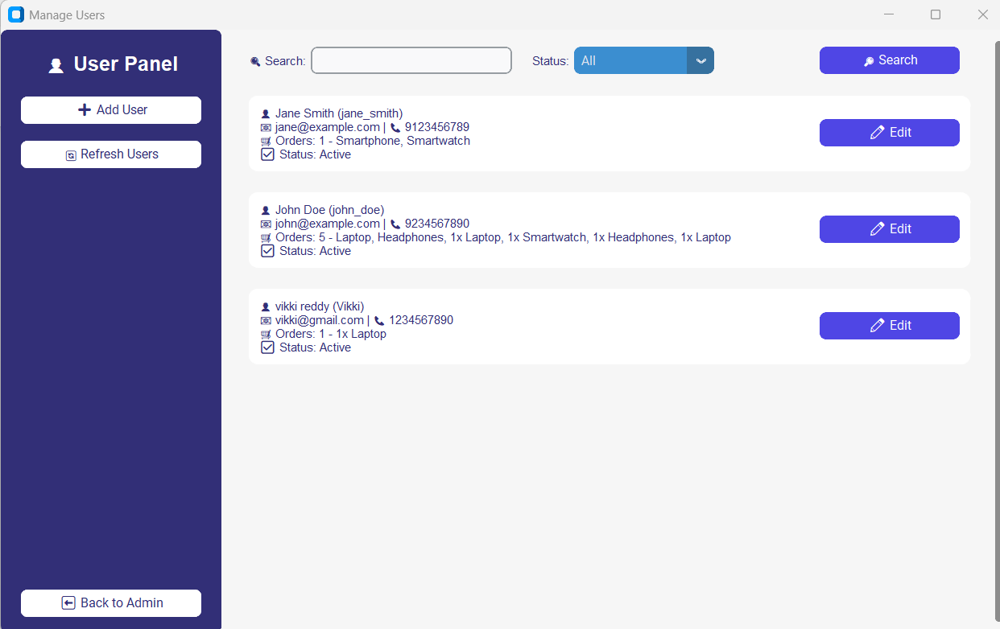 Manage Users
User Panel
Add User
Refresh Users
Back to Admin
Search:
Status: All
Search
Jane Smith (jane_smith)
jane@example.com | 9123456789
Orders: 1 - Smartphone, Smartwatch
Status: Active
Edit
John Doe (john_doe)
john@example.com | 9234567890
Orders: 5 - Laptop, Headphones, 1x Laptop, 1x Smartwatch, 1x Headphones, 1x Laptop
Status: Active
Edit
vikki reddy (Vikki)
vikki@gmail.com | 1234567890
Orders: 1 - 1x Laptop
Status: Active
Edit